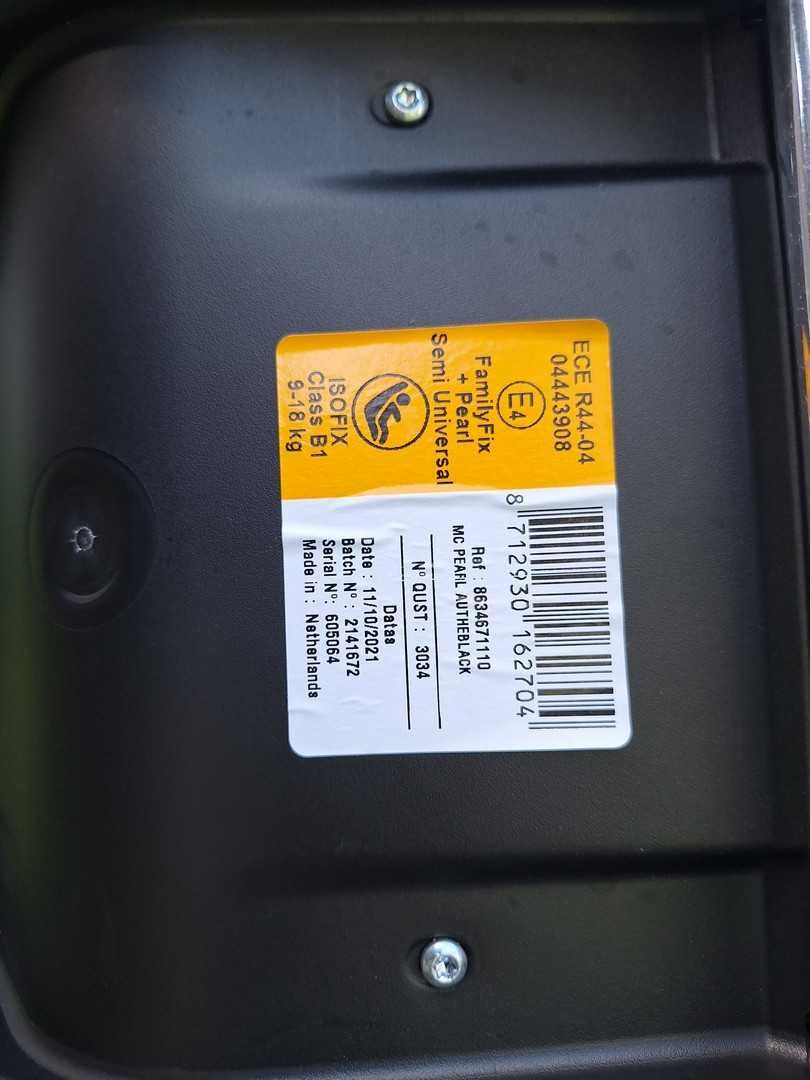 ECE R44-04
04443908
E4
FamilyFix
+ Pearl
Semi Universal
ISOFIX
Class B1
9-18 kg
8 712930 162704
Ref : 8634671110
MC PEARL AUTHEBLACK
N° QUST : 3034
Datas
Date : 11/10/2021
Batch N° : 2141672
Serial N°: 605064
Made in : Netherlands